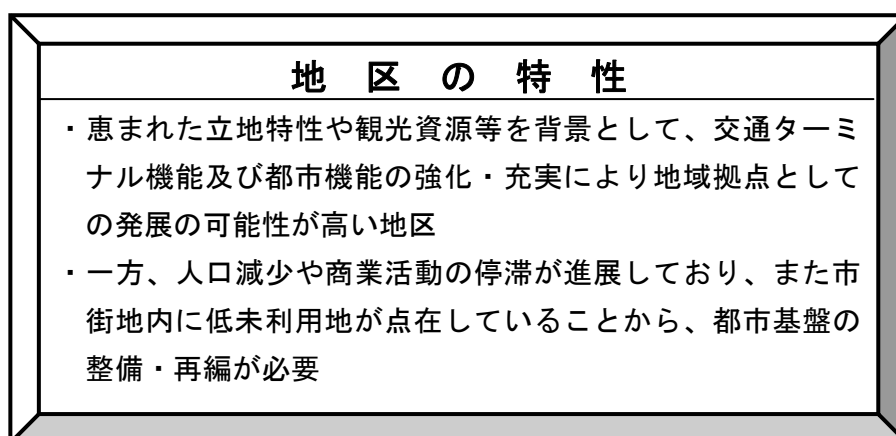 地区の特性
・恵まれた立地特性や観光資源等を背景として、交通ターミ
ナル機能及び都市機能の強化・充実により地域拠点として
の発展の可能性が高い地区
・一方、人口減少や商業活動の停滞が進展しており、また市
街地内に低未利用地が点在していることから、都市基盤の
整備・再編が必要